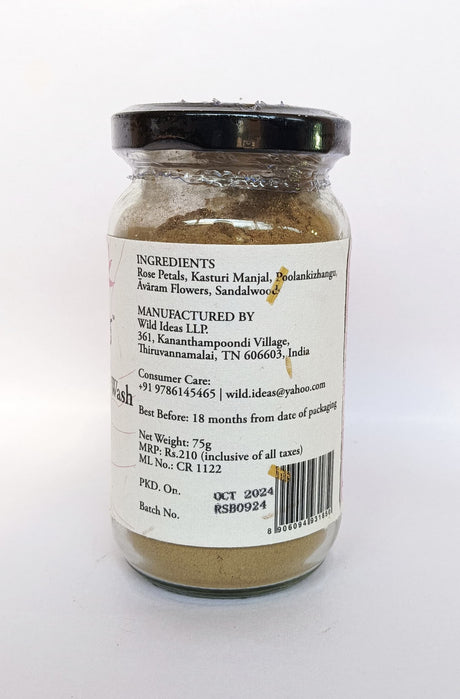 INGREDIENTS
Rose Petals, Kasturi Manjal, Poolankizhangu,
Āvāram Flowers, Sandalwood
MANUFACTURED BY
Wild Ideas LLP.
361, Kananthampoondi Village,
Thiruvannamalai, TN 606603, India
Consumer Care:
+91 9786145465 | wild.ideas@yahoo.com
Wash
Best Before: 18 months from date of packaging
Net Weight: 75g
MRP: Rs.210 (inclusive of all taxes)
ML No.: CR 1122
PKD. On. OCT 2024
Batch No. RSB0924